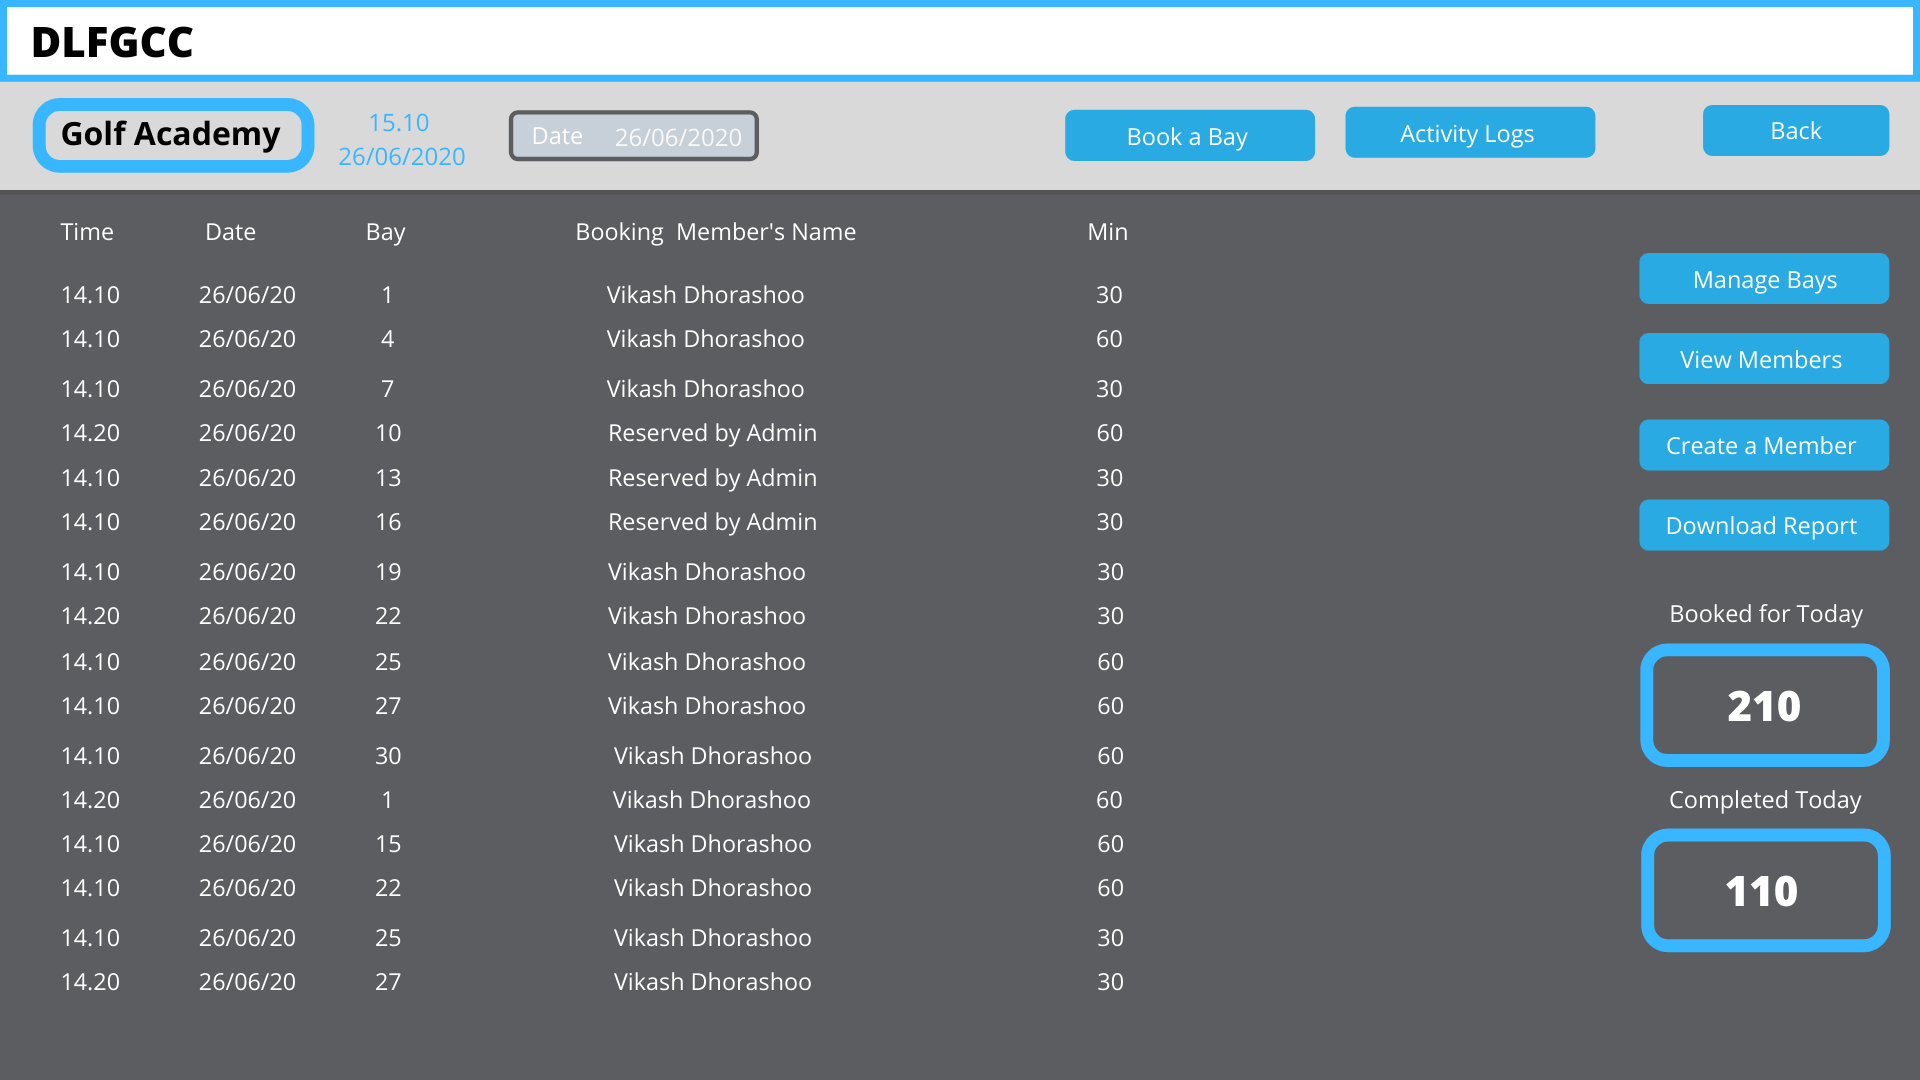 DLFGCC
Golf Academy
15.10
26/06/2020
Date 26/06/2020
Book a Bay
Activity Logs
Back
Time Date Bay Booking Member's Name Min
14.10 26/06/20 1 Vikash Dhorashoo 30
14.10 26/06/20 4 Vikash Dhorashoo 60
14.10 26/06/20 7 Vikash Dhorashoo 30
14.20 26/06/20 10 Reserved by Admin 60
14.10 26/06/20 13 Reserved by Admin 30
14.10 26/06/20 16 Reserved by Admin 30
14.10 26/06/20 19 Vikash Dhorashoo 30
14.20 26/06/20 22 Vikash Dhorashoo 30
14.10 26/06/20 25 Vikash Dhorashoo 60
14.10 26/06/20 27 Vikash Dhorashoo 60
14.10 26/06/20 30 Vikash Dhorashoo 60
14.20 26/06/20 1 Vikash Dhorashoo 60
14.10 26/06/20 15 Vikash Dhorashoo 60
14.10 26/06/20 22 Vikash Dhorashoo 60
14.10 26/06/20 25 Vikash Dhorashoo 30
14.20 26/06/20 27 Vikash Dhorashoo 30
Manage Bays
View Members
Create a Member
Download Report
Booked for Today
210
Completed Today
110